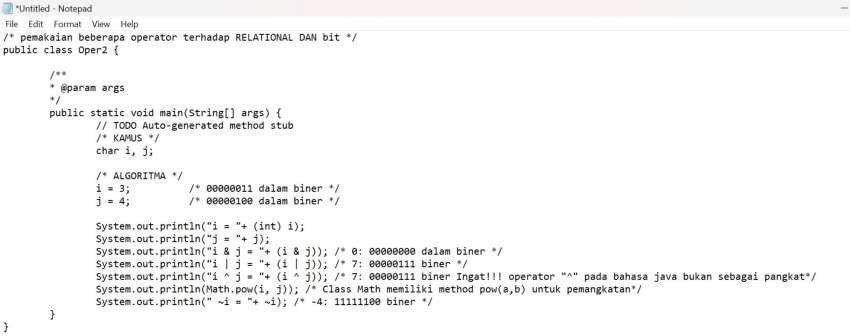 *Untitled - Notepad
File Edit Format View Help
/* pemakaian beberapa operator terhadap RELATIONAL DAN bit */
public class Oper2 {
/**
* @param args
*/
public static void main(String[] args) {
// TODO Auto-generated method stub
/* KAMUS */
char i, j;
/* ALGORITMA */
i = 3; /* 00000011 dalam biner */
j = 4; /* 00000100 dalam biner */
System.out.println("i = "+ (int) i);
System.out.println("j = "+ j);
System.out.println("i & j = "+ (i & j)); /* 0: 00000000 dalam biner */
System.out.println("i | j = "+ (i | j)); /* 7: 00000111 biner */
System.out.println("i ^ j = "+ (i ^ j)); /* 7: 00000111 biner Ingat!!! operator "^" pada bahasa java bukan sebagai pangkat*/
System.out.println(Math.pow(i, j)); /* Class Math memiliki method pow(a,b) untuk pemangkatan*/
System.out.println(" ~i = "+ ~i); /* -4: 11111100 biner */
}
}